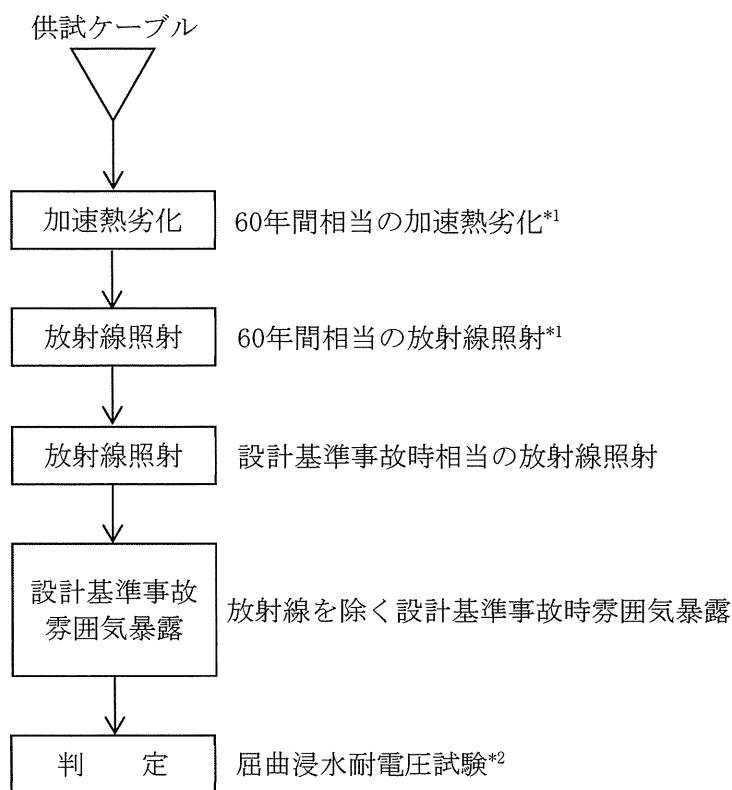 供試ケーブル
加速熱劣化
60年間相当の加速熱劣化*1
放射線照射
60年間相当の放射線照射*1
放射線照射
設計基準事故時相当の放射線照射
設計基準事故
雰囲気暴露
放射線を除く設計基準事故時雰囲気暴露
判 定
屈曲浸水耐電圧試験*2